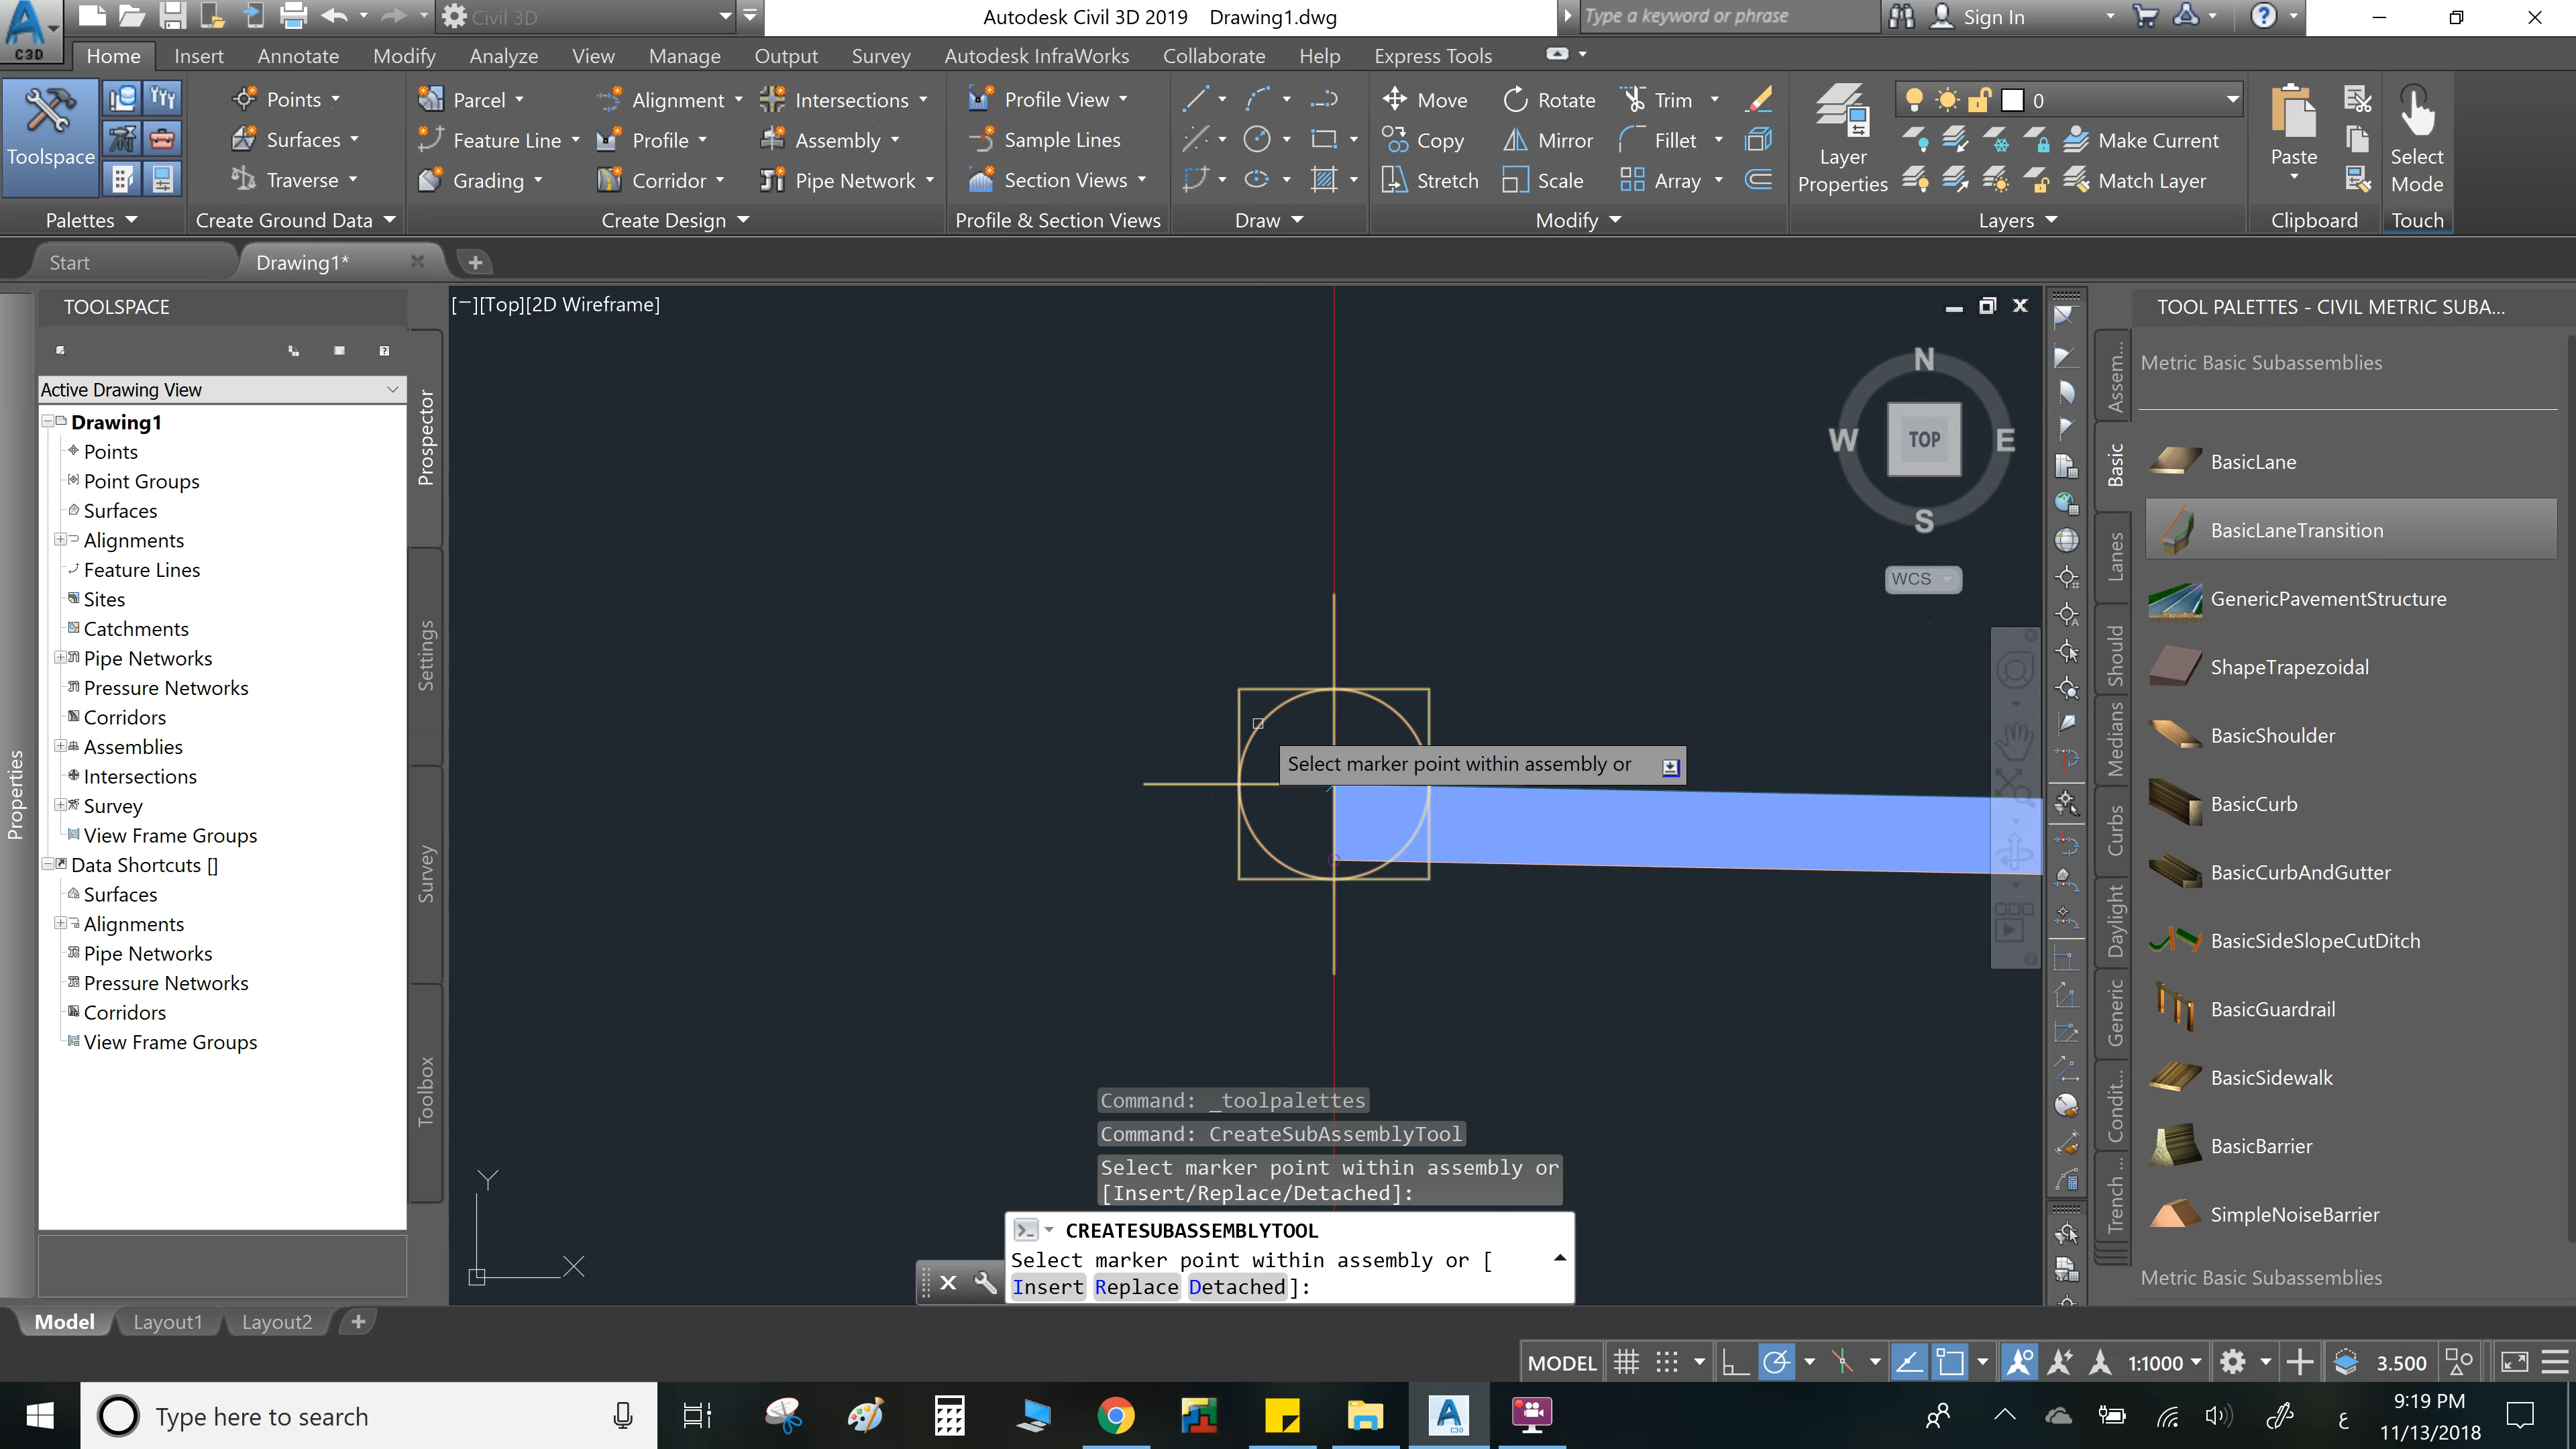 C3D
Civil 3D
Autodesk Civil 3D 2019 Drawing1.dwg
Type a keyword or phrase
Sign In
Home Insert Annotate Modify Analyze View Manage Output Survey Autodesk InfraWorks Collaborate Help Express Tools
Toolspace
Points
Surfaces
Traverse
Parcel
Feature Line
Grading
Alignment
Profile
Corridor
Intersections
Assembly
Pipe Network
Profile View
Sample Lines
Section Views
Move
Copy
Stretch
Rotate
Mirror
Scale
Trim
Fillet
Array
Layer
Properties
0
Make Current
Match Layer
Paste
Select
Mode
Palettes
Create Ground Data
Create Design
Profile & Section Views
Draw
Modify
Layers
Clipboard
Touch
Start
Drawing1*
TOOLSPACE
Active Drawing View
Drawing1
Points
Point Groups
Surfaces
Alignments
Feature Lines
Sites
Catchments
Pipe Networks
Pressure Networks
Corridors
Assemblies
Intersections
Survey
View Frame Groups
Data Shortcuts []
Surfaces
Alignments
Pipe Networks
Pressure Networks
Corridors
View Frame Groups
Properties
Prospector
Settings
Survey
Toolbox
[−][Top][2D Wireframe]
N
W
TOP
E
S
WCS
Select marker point within assembly or
Y
X
Command: _toolpalettes
Command: CreateSubAssemblyTool
Select marker point within assembly or
[Insert/Replace/Detached]:
CREATESUBASSEMBLYTOOL
Select marker point within assembly or [
Insert Replace Detached]:
TOOL PALETTES - CIVIL METRIC SUBA...
Metric Basic Subassemblies
BasicLane
BasicLaneTransition
GenericPavementStructure
ShapeTrapezoidal
BasicShoulder
BasicCurb
BasicCurbAndGutter
BasicSideSlopeCutDitch
BasicGuardrail
BasicSidewalk
BasicBarrier
SimpleNoiseBarrier
Metric Basic Subassemblies
Assem...
Basic
Lanes
Should
Medians
Curbs
Daylight
Generic
Condit...
Trench ...
Model Layout1 Layout2
MODEL
1:1000
3.500
Type here to search
C3D
ع
9:19 PM
11/13/2018